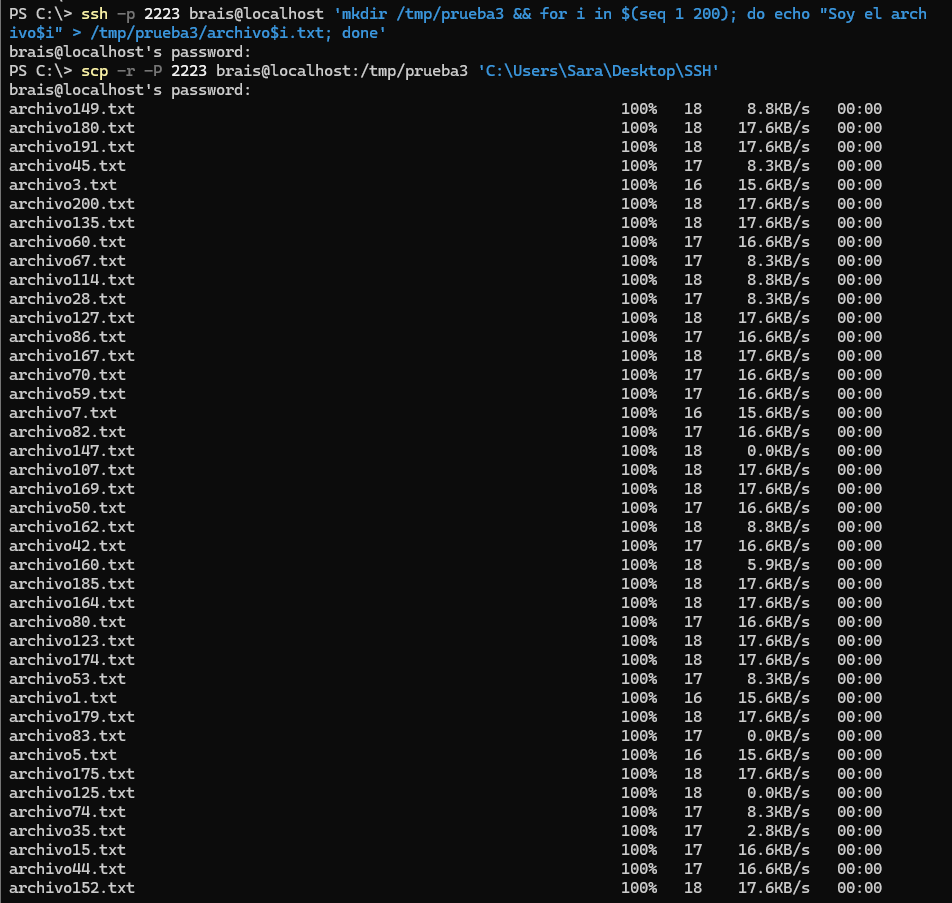 PS C:\> ssh -p 2223 brais@localhost 'mkdir /tmp/prueba3 && for i in $(seq 1 200); do echo "Soy el arch
ivo$i" > /tmp/prueba3/archivo$i.txt; done'
brais@localhost's password:
PS C:\> scp -r -P 2223 brais@localhost:/tmp/prueba3 'C:\Users\Sara\Desktop\SSH'
brais@localhost's password:
archivo149.txt 100% 18 8.8KB/s 00:00
archivo180.txt 100% 18 17.6KB/s 00:00
archivo191.txt 100% 18 17.6KB/s 00:00
archivo45.txt 100% 17 8.3KB/s 00:00
archivo3.txt 100% 16 15.6KB/s 00:00
archivo200.txt 100% 18 17.6KB/s 00:00
archivo135.txt 100% 18 17.6KB/s 00:00
archivo60.txt 100% 17 16.6KB/s 00:00
archivo67.txt 100% 17 8.3KB/s 00:00
archivo114.txt 100% 18 8.8KB/s 00:00
archivo28.txt 100% 17 8.3KB/s 00:00
archivo127.txt 100% 18 17.6KB/s 00:00
archivo86.txt 100% 17 16.6KB/s 00:00
archivo167.txt 100% 18 17.6KB/s 00:00
archivo70.txt 100% 17 16.6KB/s 00:00
archivo59.txt 100% 17 16.6KB/s 00:00
archivo7.txt 100% 16 15.6KB/s 00:00
archivo82.txt 100% 17 16.6KB/s 00:00
archivo147.txt 100% 18 0.0KB/s 00:00
archivo107.txt 100% 18 17.6KB/s 00:00
archivo169.txt 100% 18 17.6KB/s 00:00
archivo50.txt 100% 17 16.6KB/s 00:00
archivo162.txt 100% 18 8.8KB/s 00:00
archivo42.txt 100% 17 16.6KB/s 00:00
archivo160.txt 100% 18 5.9KB/s 00:00
archivo185.txt 100% 18 17.6KB/s 00:00
archivo164.txt 100% 18 17.6KB/s 00:00
archivo80.txt 100% 17 16.6KB/s 00:00
archivo123.txt 100% 18 17.6KB/s 00:00
archivo174.txt 100% 18 17.6KB/s 00:00
archivo53.txt 100% 17 8.3KB/s 00:00
archivo1.txt 100% 16 15.6KB/s 00:00
archivo179.txt 100% 18 17.6KB/s 00:00
archivo83.txt 100% 17 0.0KB/s 00:00
archivo5.txt 100% 16 15.6KB/s 00:00
archivo175.txt 100% 18 17.6KB/s 00:00
archivo125.txt 100% 18 0.0KB/s 00:00
archivo74.txt 100% 17 8.3KB/s 00:00
archivo35.txt 100% 17 2.8KB/s 00:00
archivo15.txt 100% 17 16.6KB/s 00:00
archivo44.txt 100% 17 16.6KB/s 00:00
archivo152.txt 100% 18 17.6KB/s 00:00